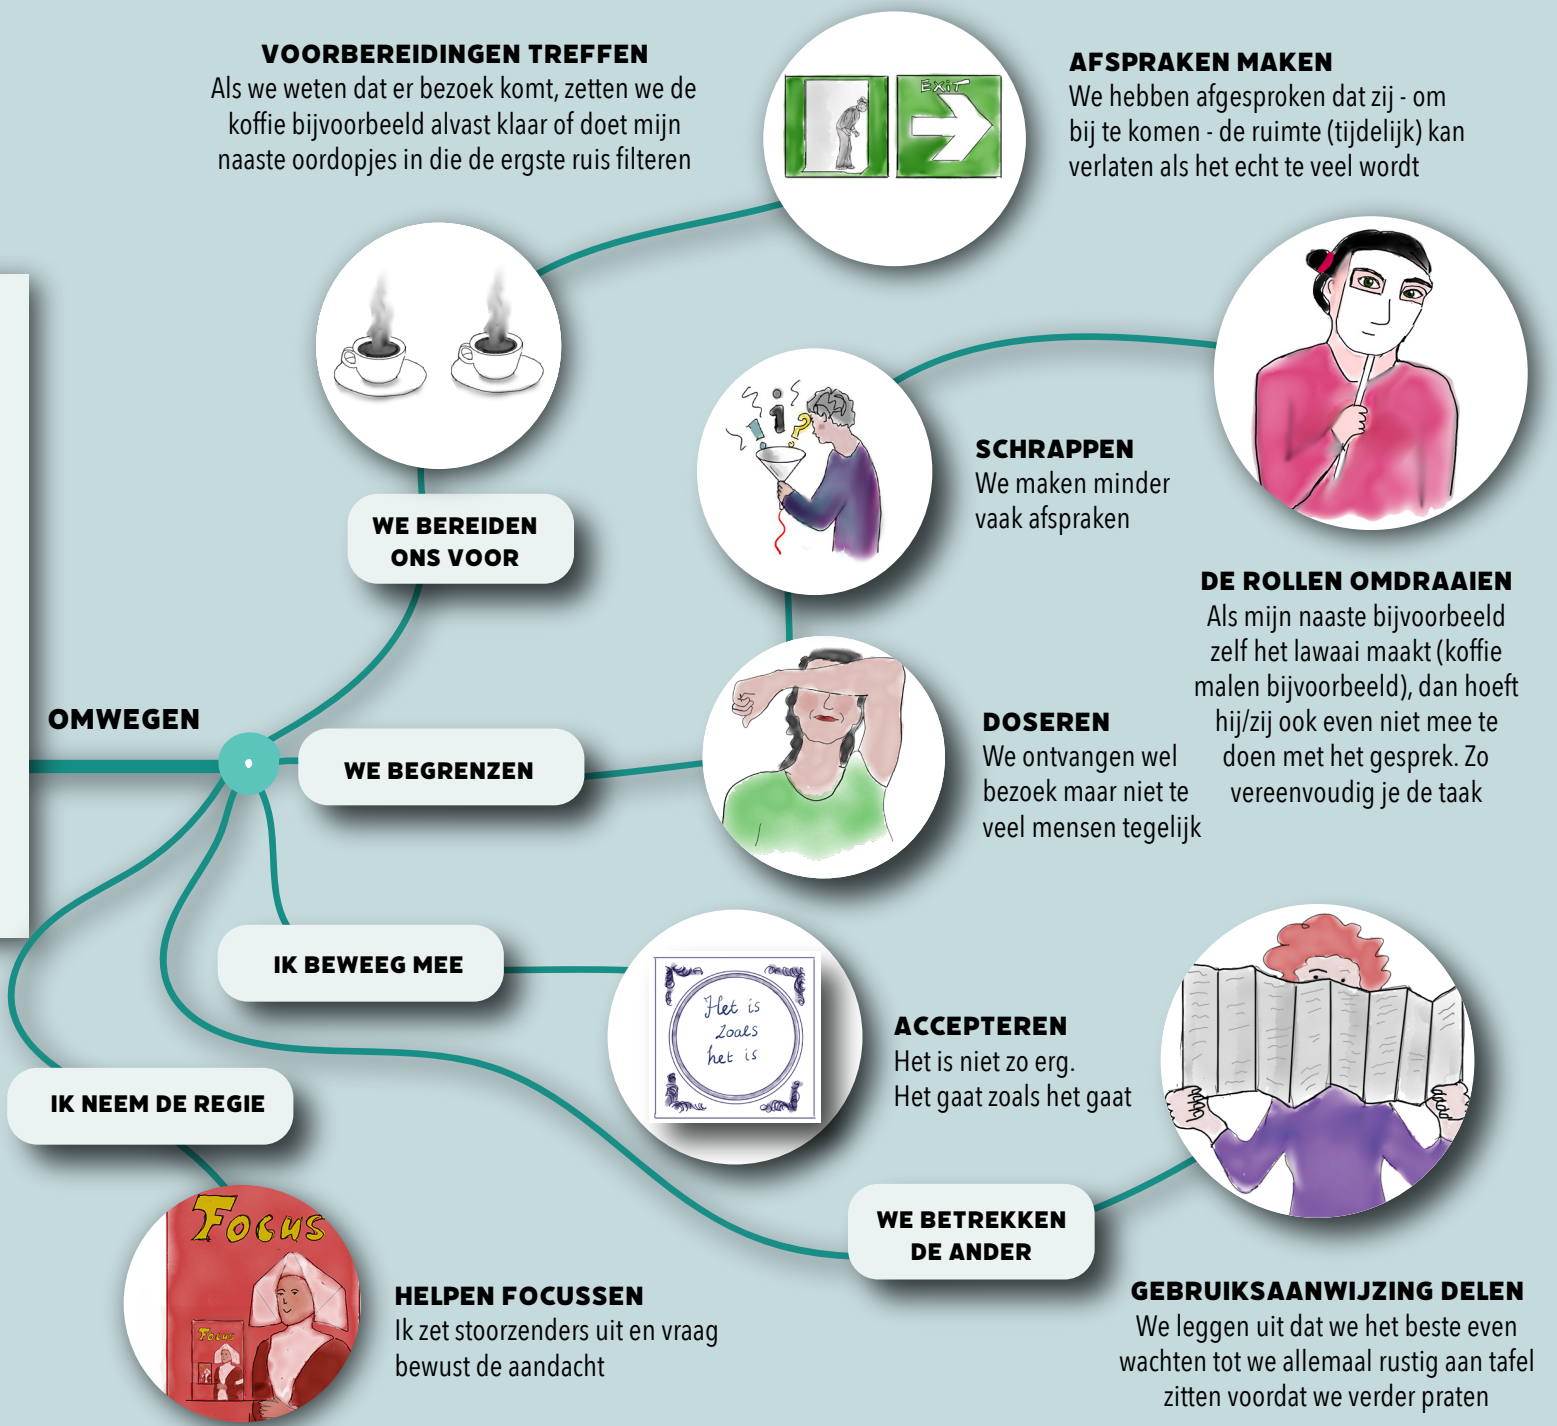 VOORBEREIDINGEN TREFFEN
Als we weten dat er bezoek komt, zetten we de
koffie bijvoorbeeld alvast klaar of doet mijn
naaste oordopjes in die de ergste ruis filteren
EXIT
AFSPRAKEN MAKEN
We hebben afgesproken dat zij - om
bij te komen - de ruimte (tijdelijk) kan
verlaten als het echt te veel wordt
WE BEREIDEN
ONS VOOR
! i ?
SCHRAPPEN
We maken minder
vaak afspraken
DE ROLLEN OMDRAAIEN
Als mijn naaste bijvoorbeeld
zelf het lawaai maakt (koffie
malen bijvoorbeeld), dan hoeft
hij/zij ook even niet mee te
doen met het gesprek. Zo
vereenvoudig je de taak
OMWEGEN
WE BEGRENZEN
DOSEREN
We ontvangen wel
bezoek maar niet te
veel mensen tegelijk
IK BEWEEG MEE
Het is
zoals
het is
ACCEPTEREN
Het is niet zo erg.
Het gaat zoals het gaat
IK NEEM DE REGIE
Focus
Focus
HELPEN FOCUSSEN
Ik zet stoorzenders uit en vraag
bewust de aandacht
WE BETREKKEN
DE ANDER
GEBRUIKSAANWIJZING DELEN
We leggen uit dat we het beste even
wachten tot we allemaal rustig aan tafel
zitten voordat we verder praten